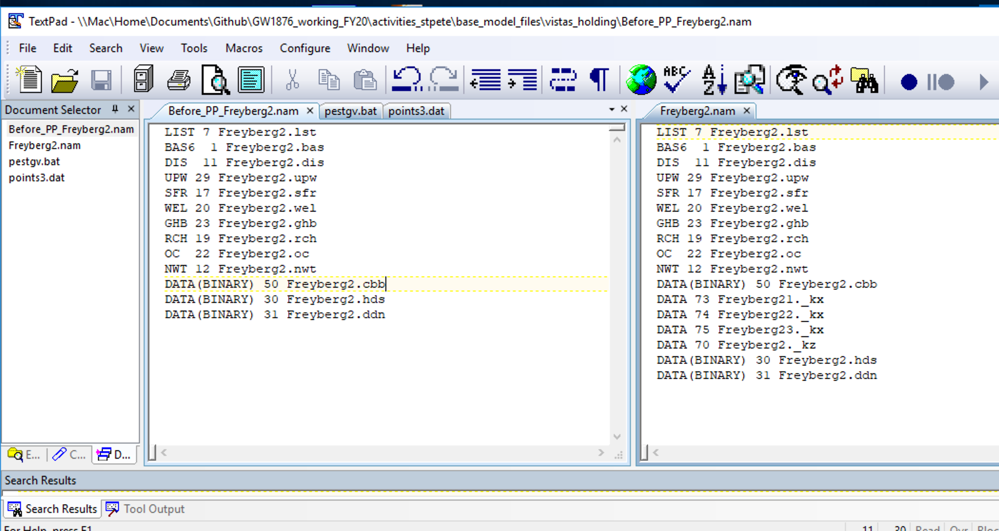 TextPad - \\Mac\Home\Documents\Github\GW1876_working_FY20\activities_stpete\base_model_files\vistas_holding\Before_PP_Freyberg2.nam
File Edit Search View Tools Macros Configure Window Help
ABC
A
Z
Document Selector
Before_PP_Freyberg2.nam
Freyberg2.nam
pestgv.bat
points3.dat
E... C... D...
Before_PP_Freyberg2.nam pestgv.bat points3.dat
LIST 7 Freyberg2.lst
BAS6  1 Freyberg2.bas
DIS  11 Freyberg2.dis
UPW 29 Freyberg2.upw
SFR 17 Freyberg2.sfr
WEL 20 Freyberg2.wel
GHB 23 Freyberg2.ghb
RCH 19 Freyberg2.rch
OC  22 Freyberg2.oc
NWT 12 Freyberg2.nwt
DATA(BINARY) 50 Freyberg2.cbb
DATA(BINARY) 30 Freyberg2.hds
DATA(BINARY) 31 Freyberg2.ddn
Freyberg2.nam
LIST 7 Freyberg2.lst
BAS6  1 Freyberg2.bas
DIS  11 Freyberg2.dis
UPW 29 Freyberg2.upw
SFR 17 Freyberg2.sfr
WEL 20 Freyberg2.wel
GHB 23 Freyberg2.ghb
RCH 19 Freyberg2.rch
OC  22 Freyberg2.oc
NWT 12 Freyberg2.nwt
DATA(BINARY) 50 Freyberg2.cbb
DATA 73 Freyberg21._kx
DATA 74 Freyberg22._kx
DATA 75 Freyberg23._kx
DATA 70 Freyberg2._kz
DATA(BINARY) 30 Freyberg2.hds
DATA(BINARY) 31 Freyberg2.ddn
Search Results
Search Results Tool Output
For Help, press F1
11 30 Read Ovr Bloc